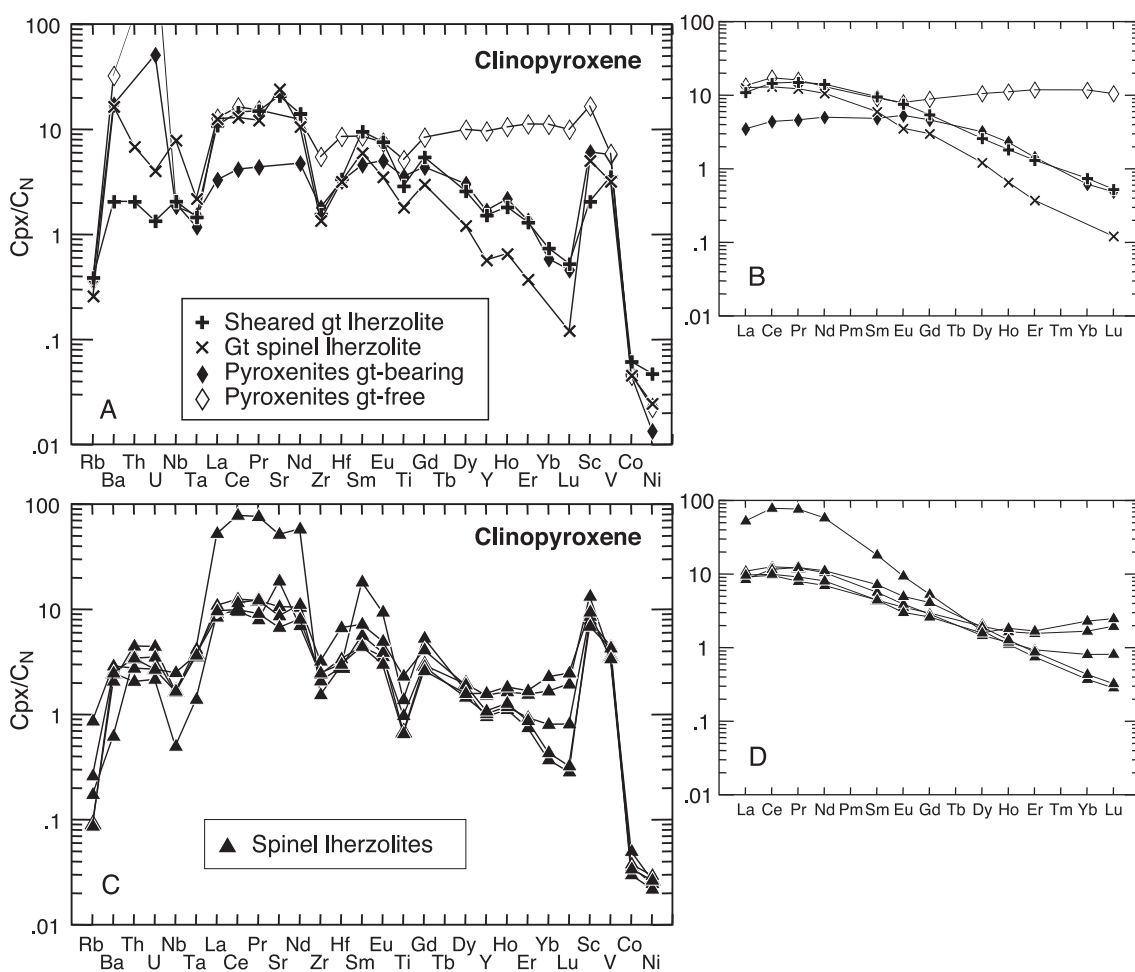 100
10
1
.1
.01
Cpx/CN
Clinopyroxene
Sheared gt lherzolite
Gt spinel lherzolite
Pyroxenites gt-bearing
Pyroxenites gt-free
A
Rb Th Nb La Pr Nd Hf Eu Gd Dy Ho Yb Sc Co
Ba U Ta Ce Sr Zr Sm Ti Tb Y Er Lu V Ni
100
10
1
.1
.01
B
La Ce Pr Nd Pm Sm Eu Gd Tb Dy Ho Er Tm Yb Lu
100
10
1
.1
.01
Cpx/CN
Clinopyroxene
Spinel lherzolites
C
Rb Th Nb La Pr Nd Hf Eu Gd Dy Ho Yb Sc Co
Ba U Ta Ce Sr Zr Sm Ti Tb Y Er Lu V Ni
100
10
1
.1
.01
D
La Ce Pr Nd Pm Sm Eu Gd Tb Dy Ho Er Tm Yb Lu